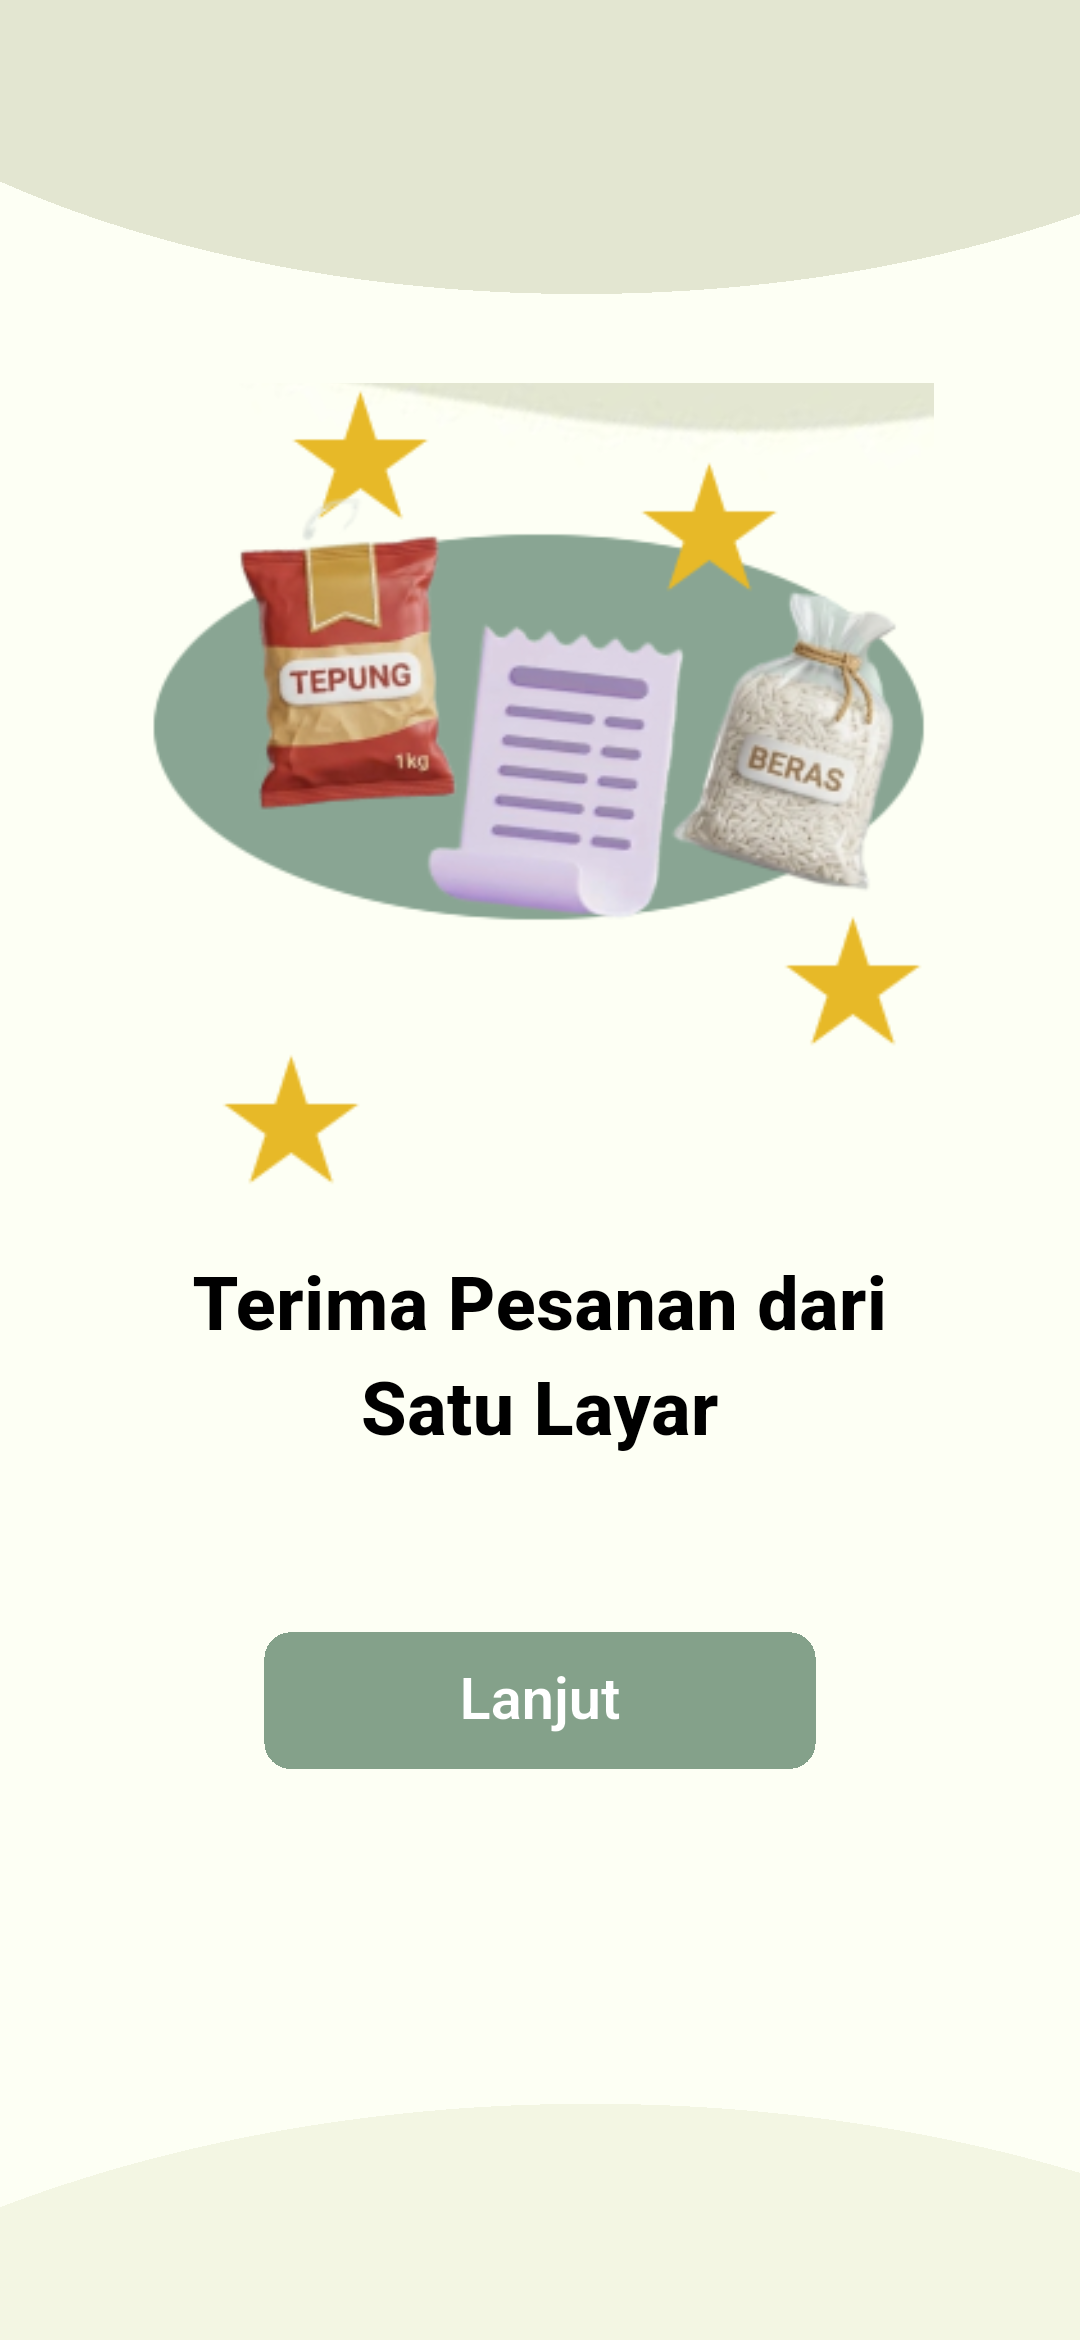 TEPUNG
1kg
BERAS
Terima Pesanan dari
Satu Layar
Lanjut